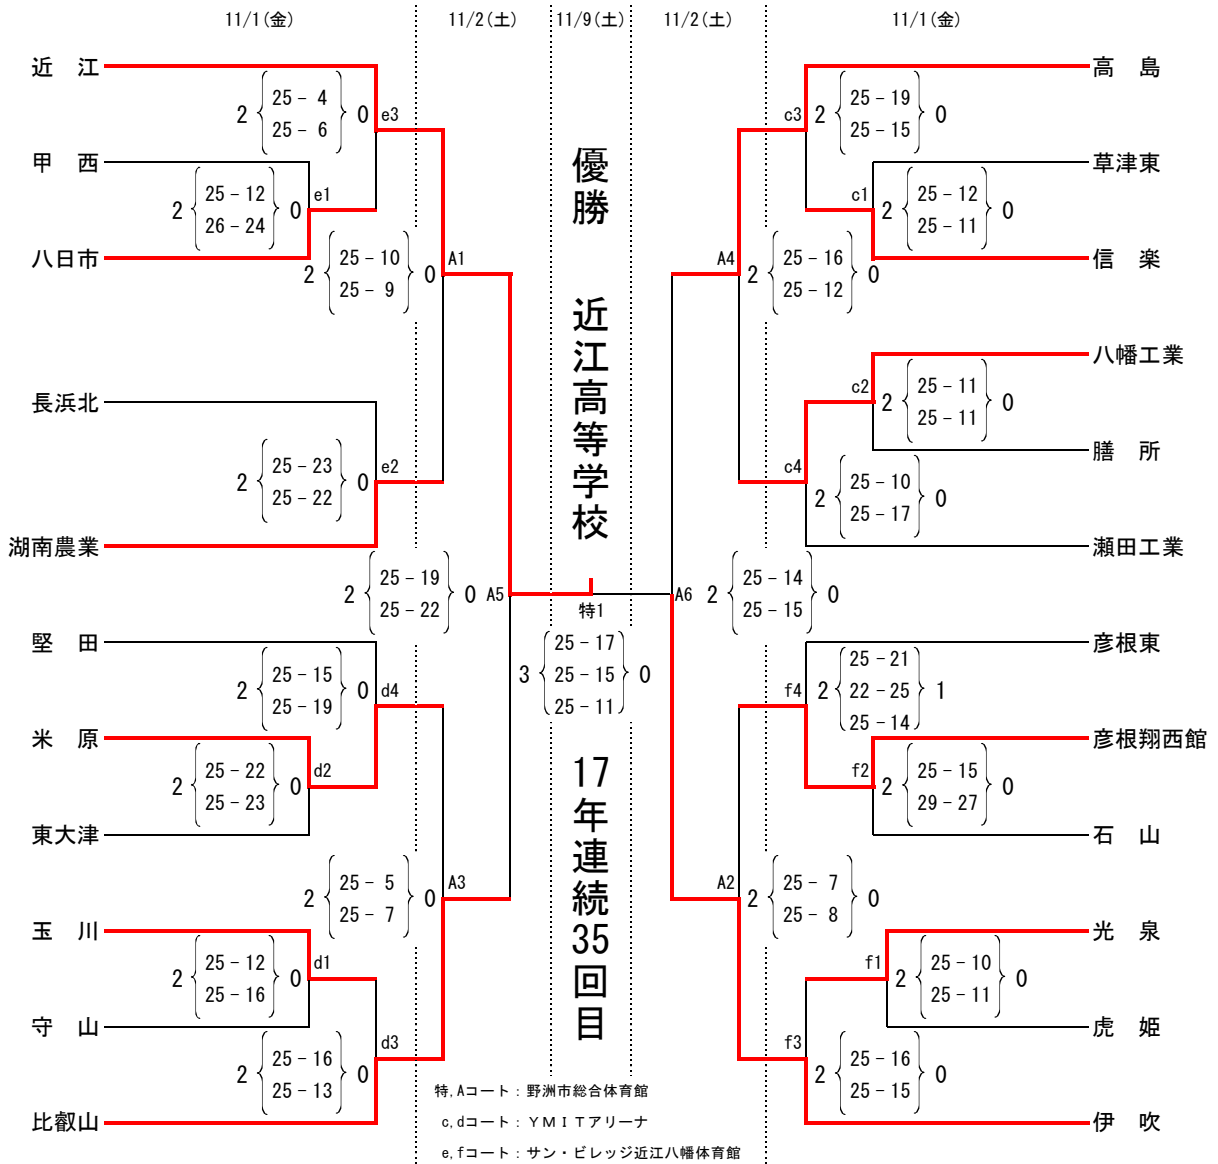 11/1(金) 11/2(土) 11/9(土) 11/2(土) 11/1(金)
近 江
2 25 - 4 0 e3
25 - 6
甲 西
2 25 - 12 0 e1
26 - 24
八日市
2 25 - 10 0 A1
25 - 9
長浜北
2 25 - 23 0 e2
25 - 22
湖南農業
2 25 - 19 0 A5
25 - 22
堅 田
2 25 - 15 0 d4
25 - 19
米 原
2 25 - 22 0 d2
25 - 23
東大津
2 25 - 5 0 A3
25 - 7
玉 川
2 25 - 12 0 d1
25 - 16
守 山
2 25 - 16 0 d3
25 - 13
比叡山
優勝 近江高等学校 17年連続35回目
特1
3 25 - 17 0
25 - 15
25 - 11
高 島
c3 2 25 - 19 0
25 - 15
草津東
c1 2 25 - 12 0
25 - 11
信 楽
A4 2 25 - 16 0
25 - 12
八幡工業
c2 2 25 - 11 0
25 - 11
膳 所
c4 2 25 - 10 0
25 - 17
瀬田工業
A6 2 25 - 14 0
25 - 15
彦根東
f4 2 25 - 21 1
22 - 25
25 - 14
彦根翔西館
f2 2 25 - 15 0
29 - 27
石 山
A2 2 25 - 7 0
25 - 8
光 泉
f1 2 25 - 10 0
25 - 11
虎 姫
f3 2 25 - 16 0
25 - 15
伊 吹
特,Aコート：野洲市総合体育館
c,dコート：ＹＭＩＴアリーナ
e,fコート：サン・ビレッジ近江八幡体育館